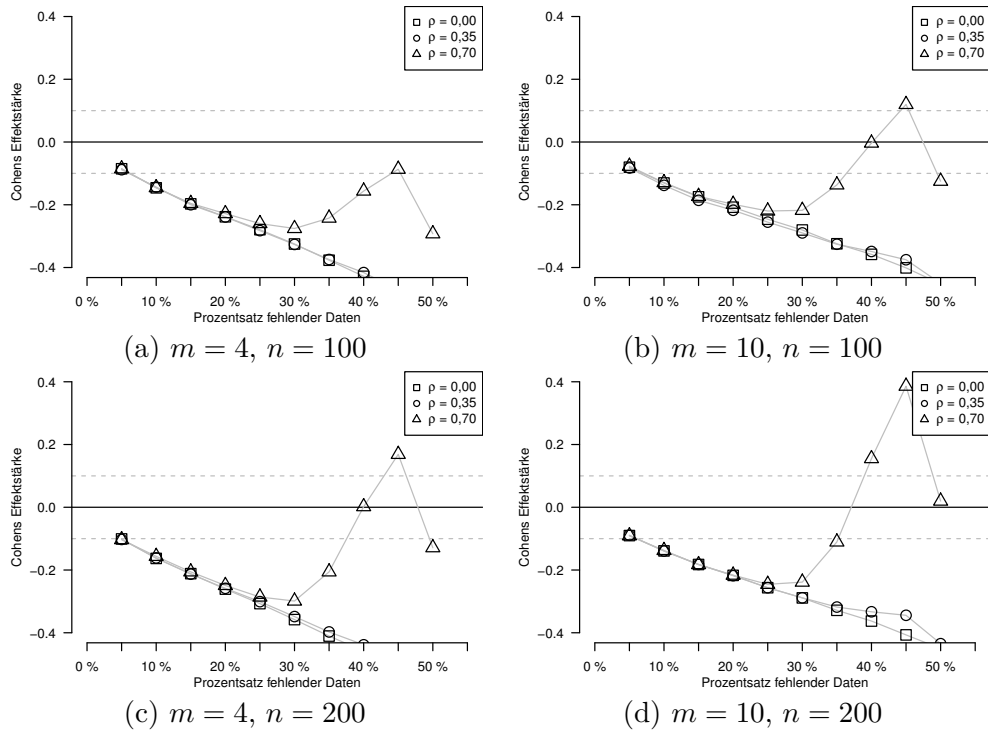 0.4
0.2
0.0
−0.2
−0.4
Cohens Effektstärke
ρ = 0,00
ρ = 0,35
ρ = 0,70
0 %
10 %
20 %
30 %
40 %
50 %
Prozentsatz fehlender Daten
(a) m = 4, n = 100
0.4
0.2
0.0
−0.2
−0.4
Cohens Effektstärke
ρ = 0,00
ρ = 0,35
ρ = 0,70
0 %
10 %
20 %
30 %
40 %
50 %
Prozentsatz fehlender Daten
(b) m = 10, n = 100
0.4
0.2
0.0
−0.2
−0.4
Cohens Effektstärke
ρ = 0,00
ρ = 0,35
ρ = 0,70
0 %
10 %
20 %
30 %
40 %
50 %
Prozentsatz fehlender Daten
(c) m = 4, n = 200
0.4
0.2
0.0
−0.2
−0.4
Cohens Effektstärke
ρ = 0,00
ρ = 0,35
ρ = 0,70
0 %
10 %
20 %
30 %
40 %
50 %
Prozentsatz fehlender Daten
(d) m = 10, n = 200